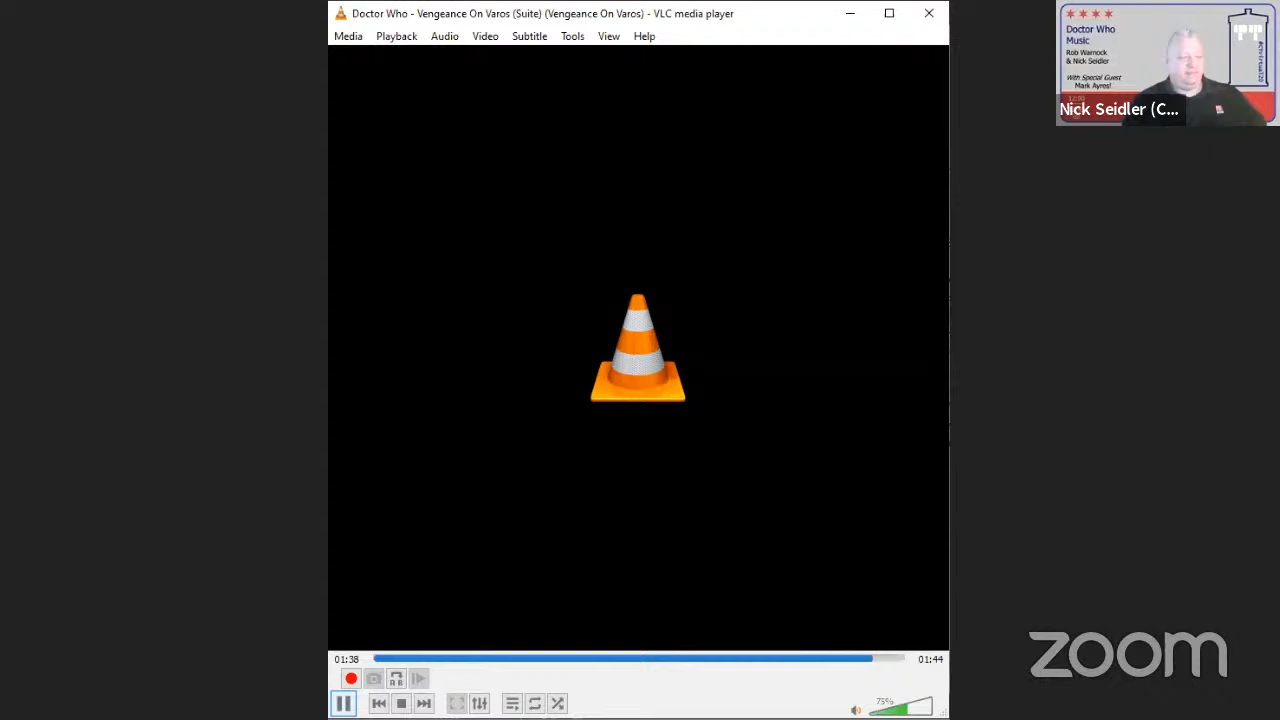 Doctor Who - Vengeance On Varos (Suite) (Vengeance On Varos) - VLC media player
Media Playback Audio Video Subtitle Tools View Help
01:38
01:44
75%
Doctor Who
Music
Rob Warnock
& Nick Seidler
With Special Guest
Mark Ayres!
Nick Seidler (C...
zoom